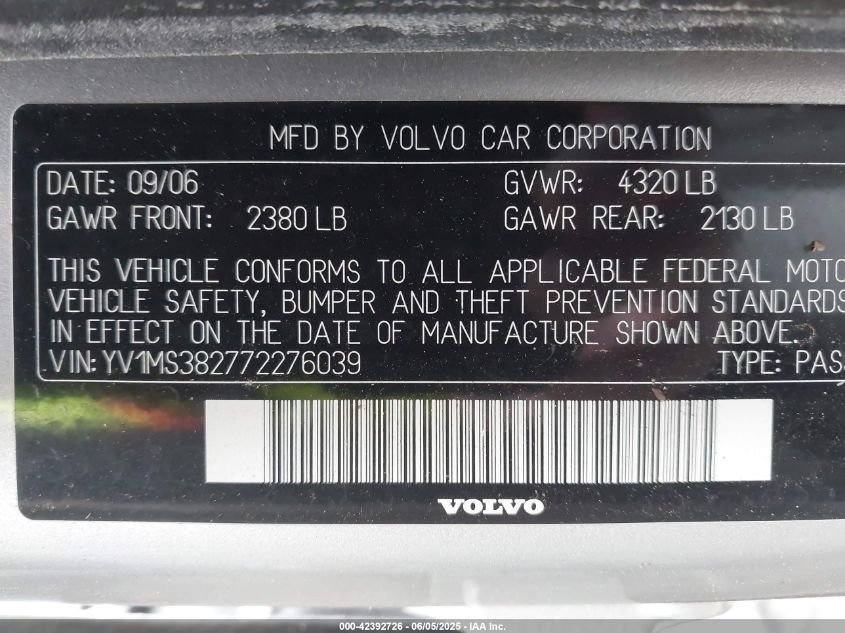 MFD BY VOLVO CAR CORPORATION
DATE: 09/06 GVWR: 4320 LB
GAWR FRONT: 2380 LB GAWR REAR: 2130 LB
THIS VEHICLE CONFORMS TO ALL APPLICABLE FEDERAL MOTO
VEHICLE SAFETY, BUMPER AND THEFT PREVENTION STANDARDS
IN EFFECT ON THE DATE OF MANUFACTURE SHOWN ABOVE.
VIN: YV1MS382772276039 TYPE: PAS
VOLVO
000-42392726 - 06/05/2025 - IAA Inc.